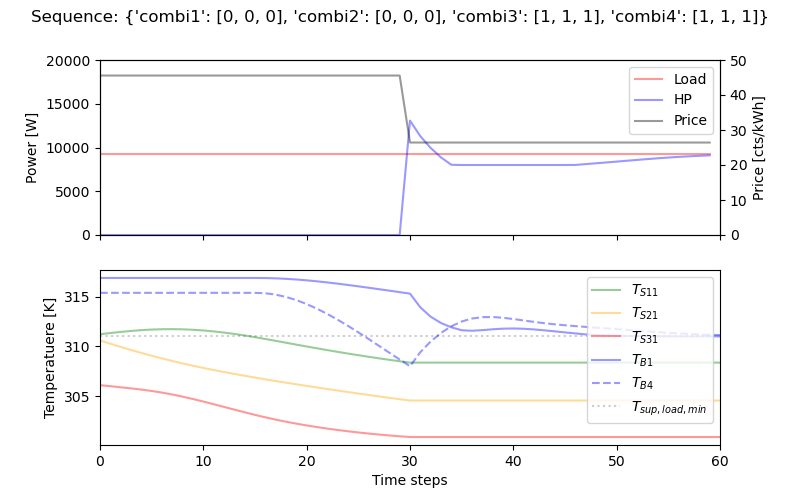 Sequence: {'combi1': [0, 0, 0], 'combi2': [0, 0, 0], 'combi3': [1, 1, 1], 'combi4': [1, 1, 1]}
20000
15000
10000
5000
0
Power [W]
50
40
30
20
10
0
Price [cts/kWh]
Load
HP
Price
315
310
305
Temperatuere [K]
T_{S11}
T_{S21}
T_{S31}
T_{B1}
T_{B4}
T_{sup,load,min}
0 10 20 30 40 50 60
Time steps